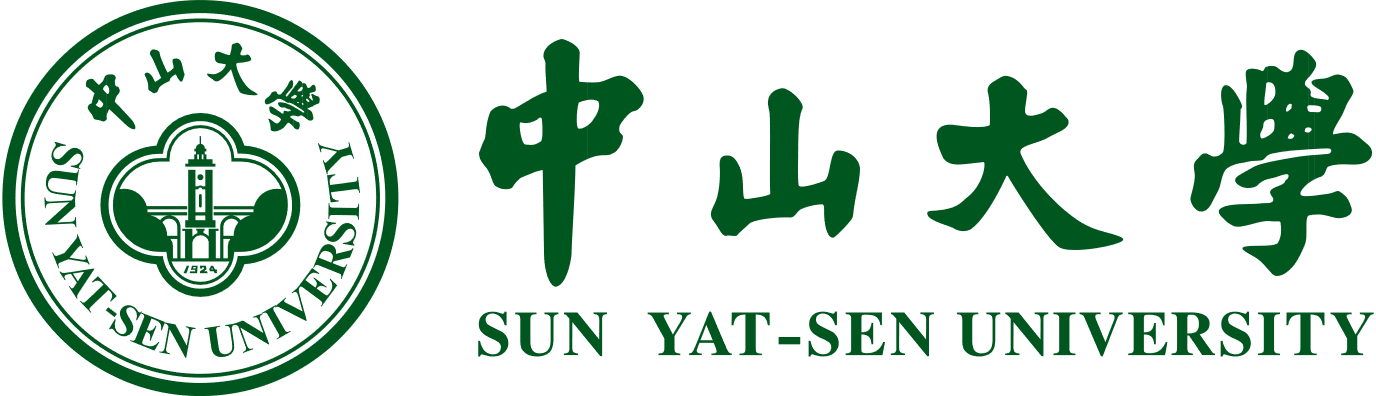 中山大學
SUN YAT-SEN UNIVERSITY
1924
中山大學
SUN YAT-SEN UNIVERSITY